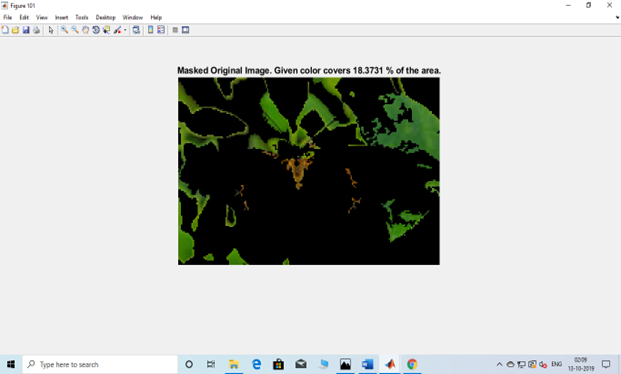 Figure 101
File Edit View Insert Tools Desktop Window Help
Masked Original Image. Given color covers 18.3731 % of the area.
Type here to search
ENG
02:09
13-10-2019